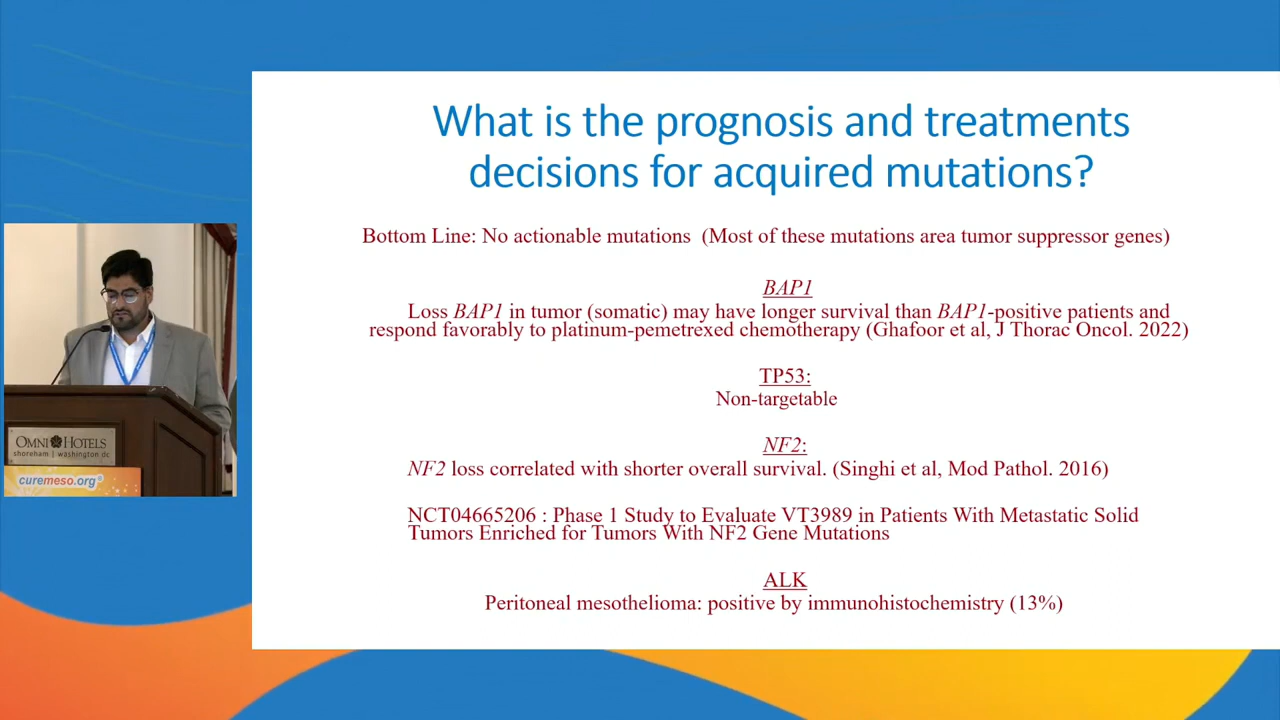 What is the prognosis and treatments
decisions for acquired mutations?
Bottom Line: No actionable mutations (Most of these mutations area tumor suppressor genes)
BAP1
Loss BAP1 in tumor (somatic) may have longer survival than BAP1-positive patients and
respond favorably to platinum-pemetrexed chemotherapy (Ghafoor et al, J Thorac Oncol. 2022)
TP53:
Non-targetable
NF2:
NF2 loss correlated with shorter overall survival. (Singhi et al, Mod Pathol. 2016)
NCT04665206 : Phase 1 Study to Evaluate VT3989 in Patients With Metastatic Solid
Tumors Enriched for Tumors With NF2 Gene Mutations
ALK
Peritoneal mesothelioma: positive by immunohistochemistry (13%)
OMNI HOTELS
shoreham | washington dc
curemeso.org®